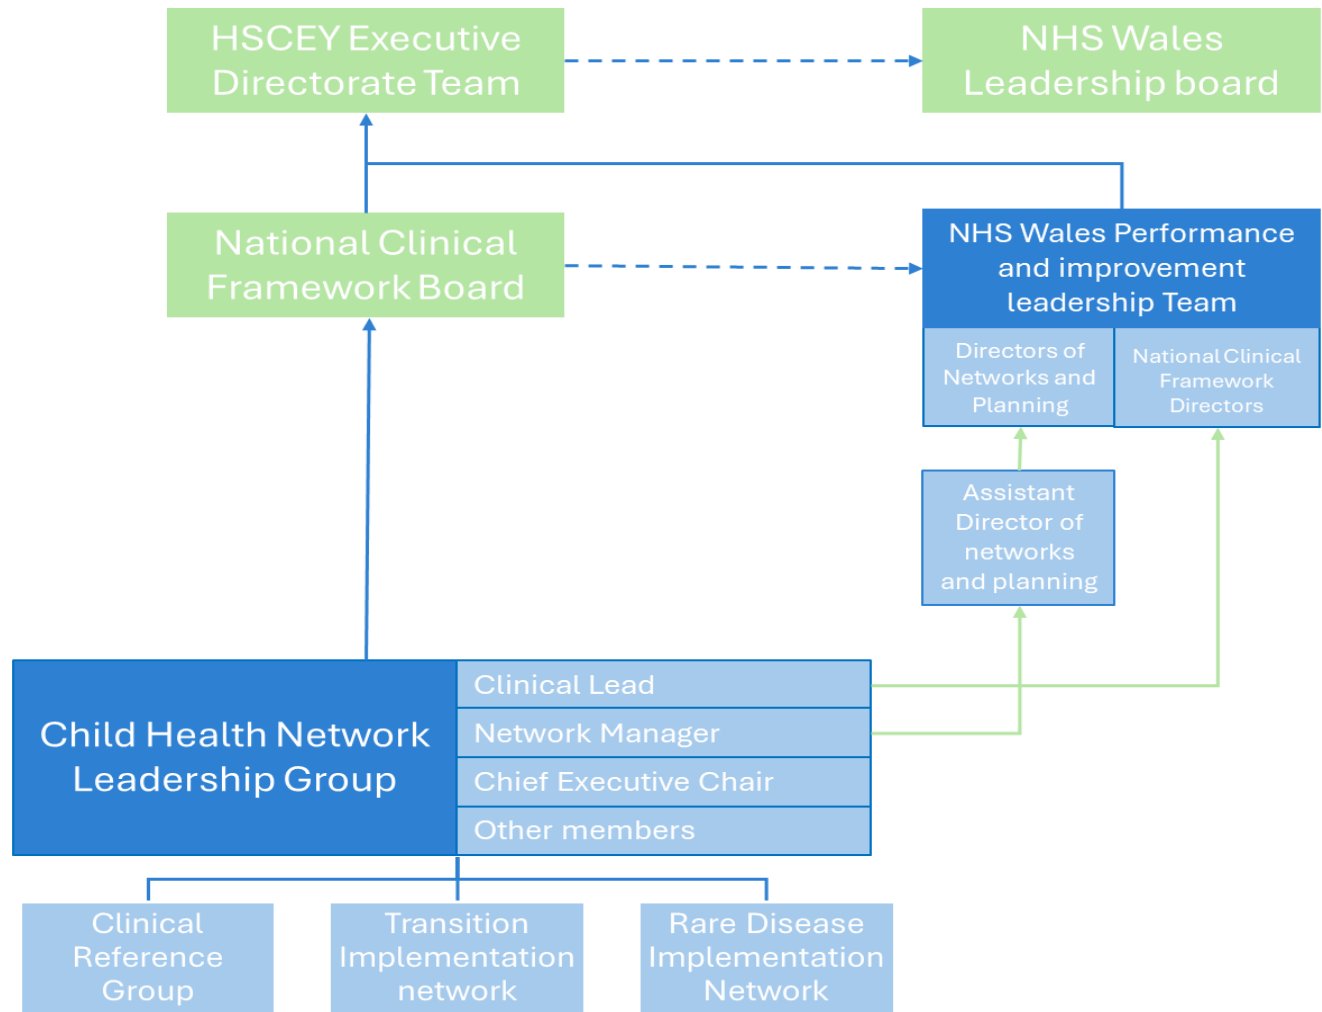 HSCEY Executive
Directorate Team
NHS Wales
Leadership board
National Clinical
Framework Board
NHS Wales Performance
and improvement
leadership Team
Directors of
Networks and
Planning
National Clinical
Framework
Directors
Assistant
Director of
networks
and planning
Child Health Network
Leadership Group
Clinical Lead
Network Manager
Chief Executive Chair
Other members
Clinical
Reference
Group
Transition
Implementation
network
Rare Disease
Implementation
Network